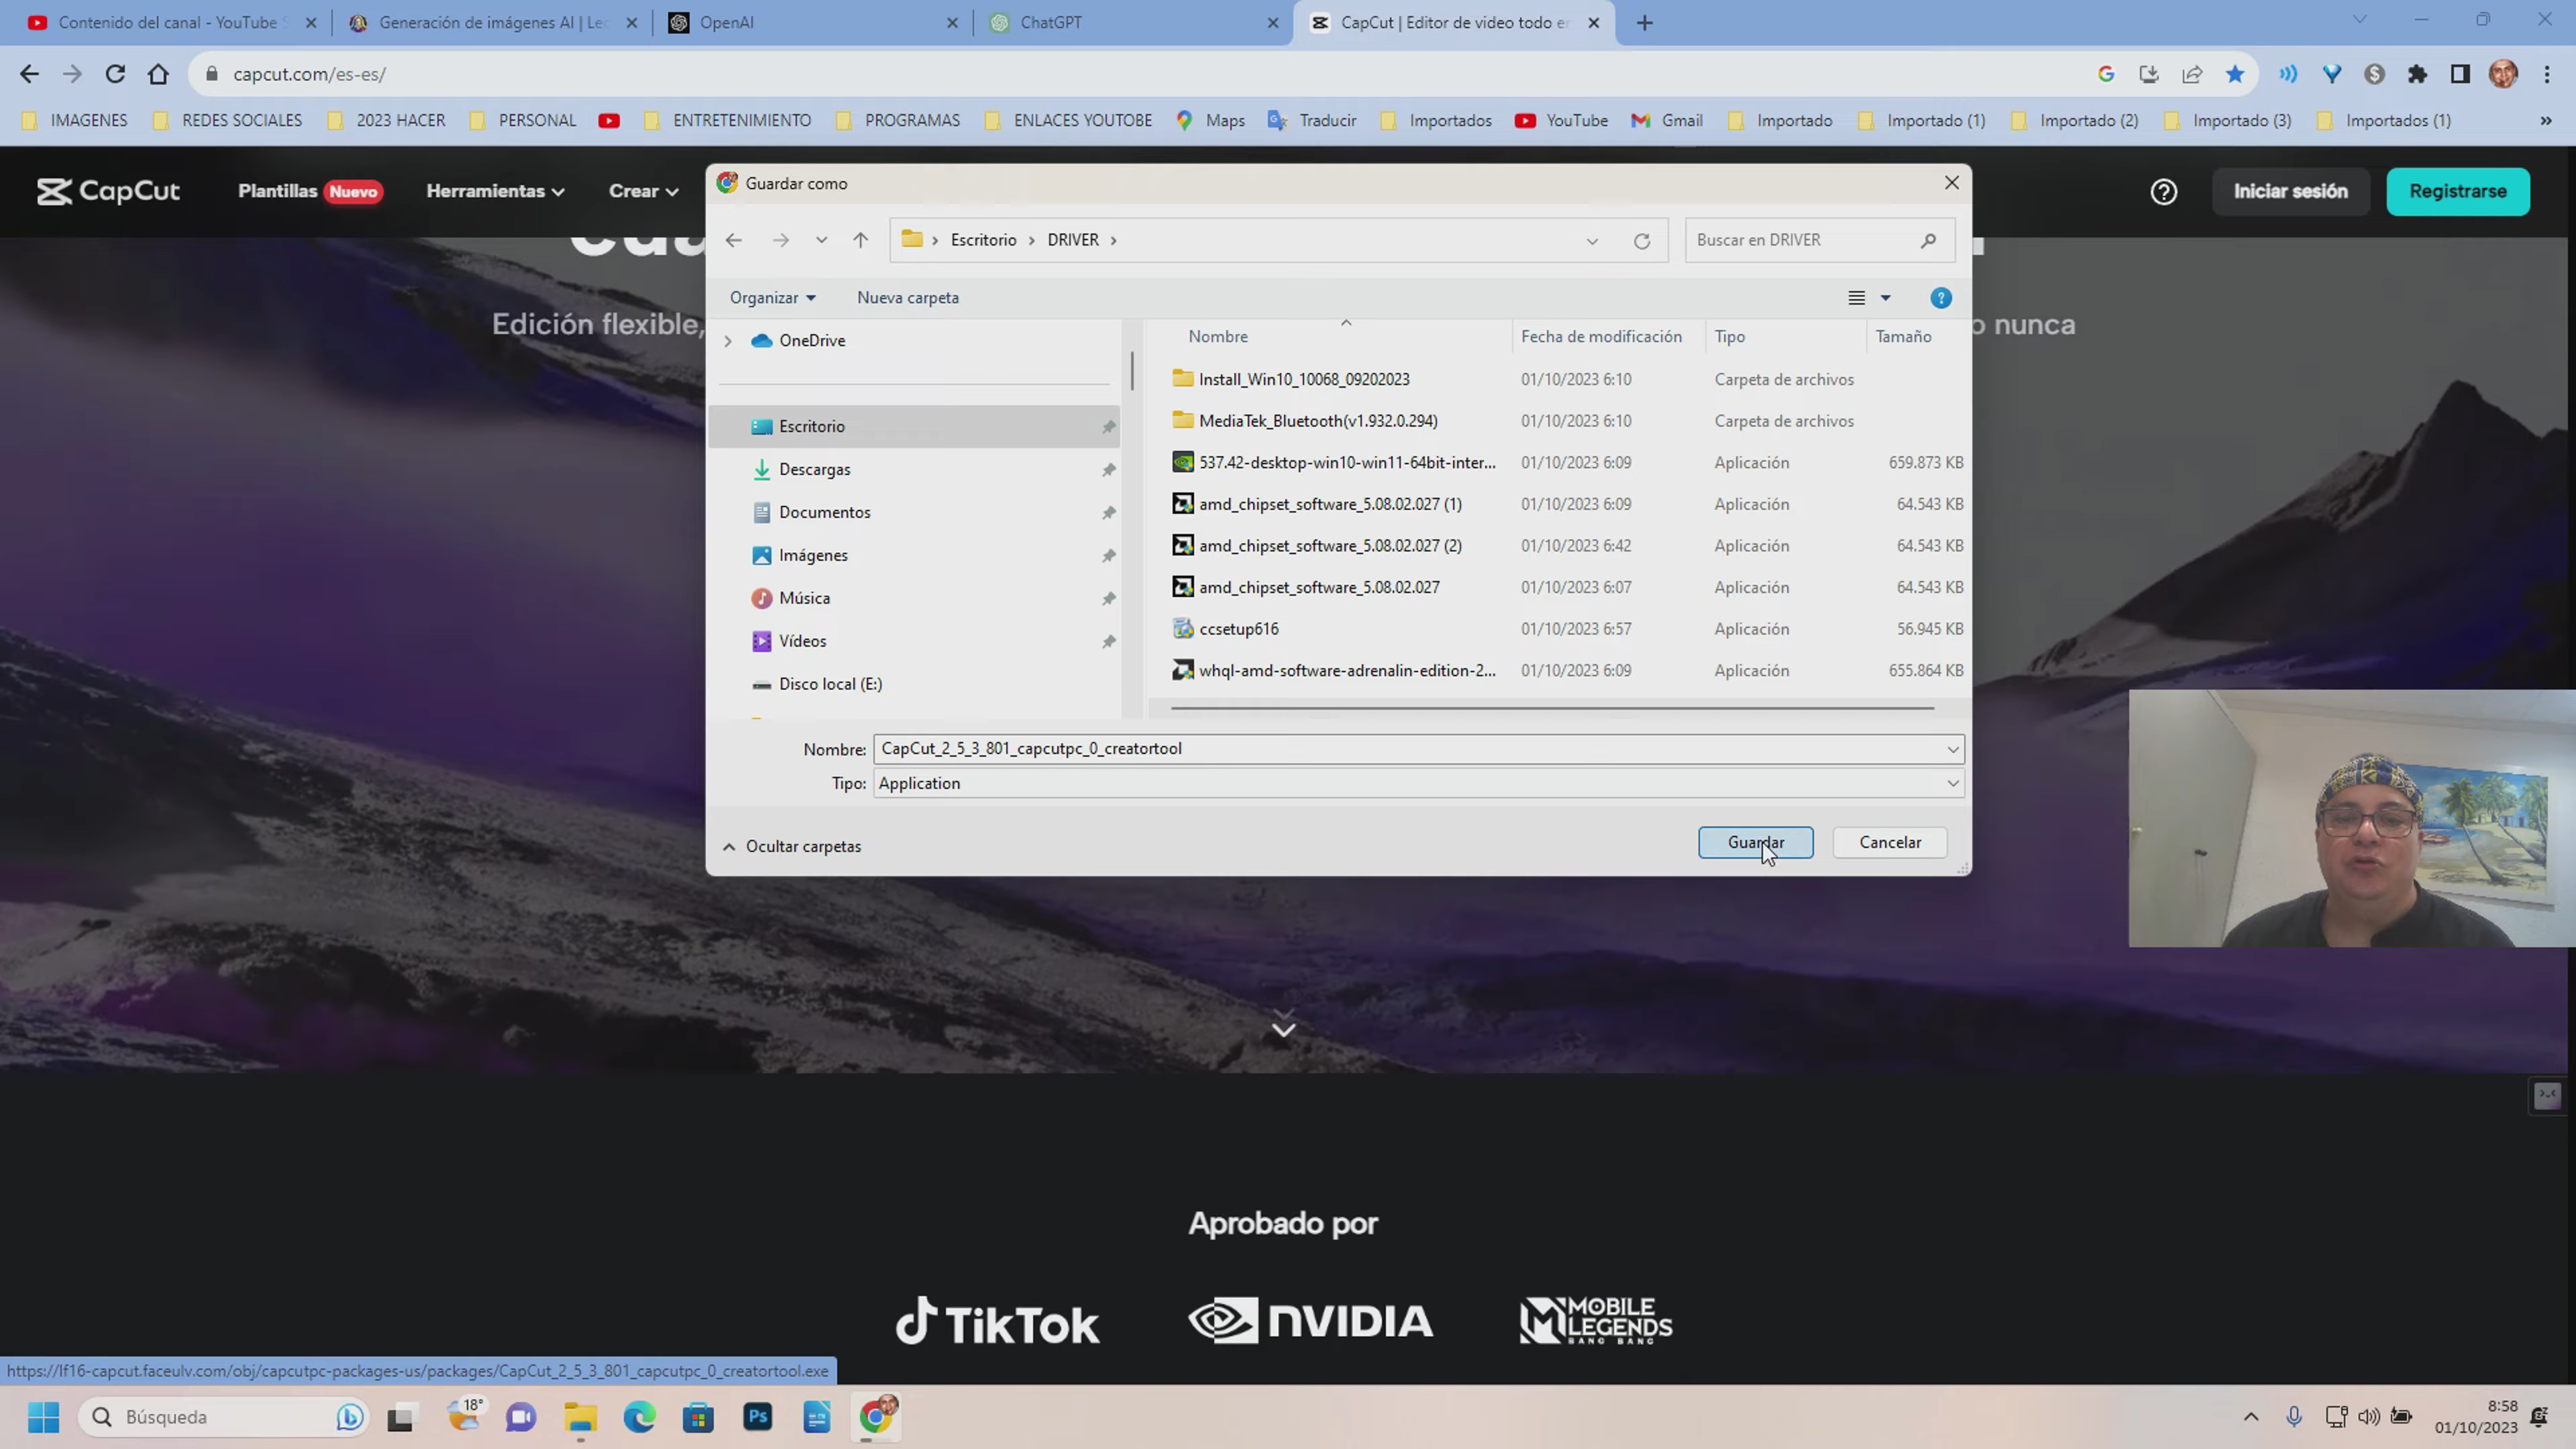 Contenido del canal - YouTube S
Generación de imágenes AI | Leo
OpenAI
ChatGPT
CapCut | Editor de video todo en
capcut.com/es-es/
IMAGENES
REDES SOCIALES
2023 HACER
PERSONAL
ENTRETENIMIENTO
PROGRAMAS
ENLACES YOUTOBE
Maps
Traducir
Importados
YouTube
Gmail
Importado
Importado (1)
Importado (2)
Importado (3)
Importados (1)
CapCut
Plantillas
Nuevo
Herramientas
Crear
Iniciar sesión
Registrarse
Edición flexible,
o nunca
Guardar como
Escritorio
DRIVER
Buscar en DRIVER
Organizar
Nueva carpeta
OneDrive
Escritorio
Descargas
Documentos
Imágenes
Música
Vídeos
Disco local (E:)
Nombre
Fecha de modificación
Tipo
Tamaño
Install_Win10_10068_09202023 01/10/2023 6:10 Carpeta de archivos
MediaTek_Bluetooth(v1.932.0.294) 01/10/2023 6:10 Carpeta de archivos
537.42-desktop-win10-win11-64bit-inter... 01/10/2023 6:09 Aplicación 659.873 KB
amd_chipset_software_5.08.02.027 (1) 01/10/2023 6:09 Aplicación 64.543 KB
amd_chipset_software_5.08.02.027 (2) 01/10/2023 6:42 Aplicación 64.543 KB
amd_chipset_software_5.08.02.027 01/10/2023 6:07 Aplicación 64.543 KB
ccsetup616 01/10/2023 6:57 Aplicación 56.945 KB
whql-amd-software-adrenalin-edition-2... 01/10/2023 6:09 Aplicación 655.864 KB
Nombre: CapCut_2_5_3_801_capcutpc_0_creatortool
Tipo: Application
Ocultar carpetas
Guardar
Cancelar
Aprobado por
TikTok
NVIDIA
MOBILE
LEGENDS
BANG BANG
https://lf16-capcut.faceulv.com/obj/capcutpc-packages-us/packages/CapCut_2_5_3_801_capcutpc_0_creatortool.exe
Búsqueda
18°
Ps
8:58
01/10/2023